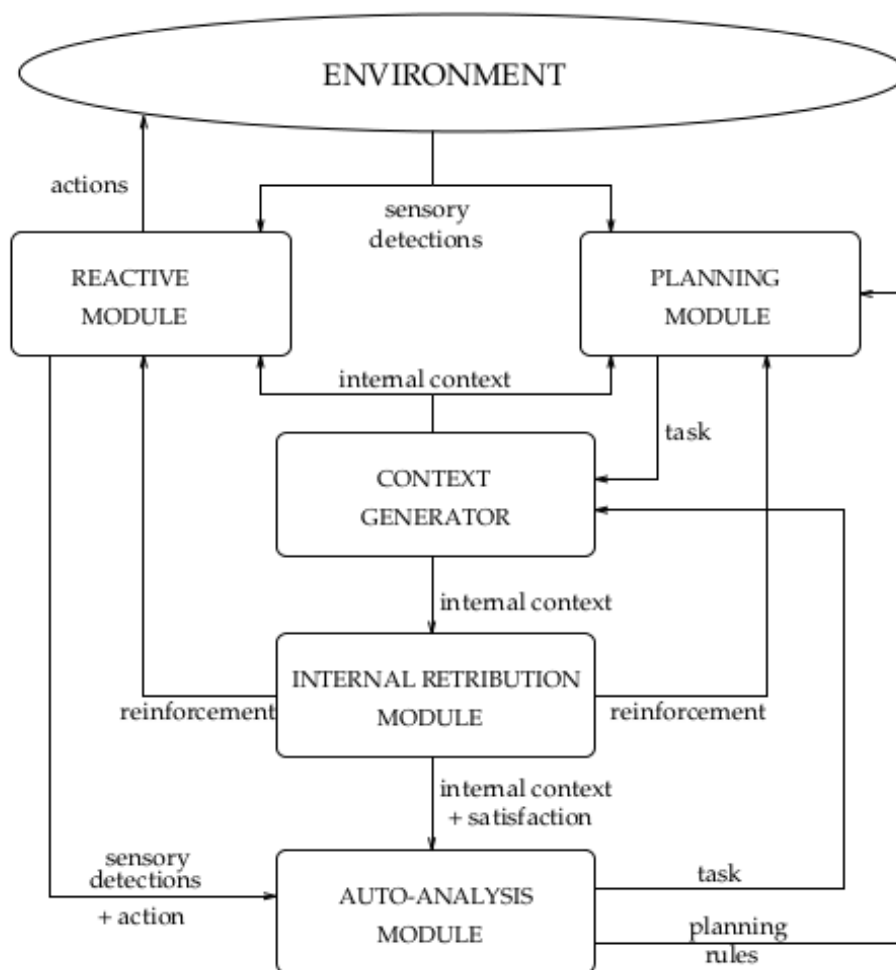 ENVIRONMENT
actions
sensory
detections
REACTIVE
MODULE
PLANNING
MODULE
internal context
task
CONTEXT
GENERATOR
internal context
INTERNAL RETRIBUTION
MODULE
reinforcement
reinforcement
internal context
+ satisfaction
sensory
detections
+ action
AUTO-ANALYSIS
MODULE
task
planning
rules